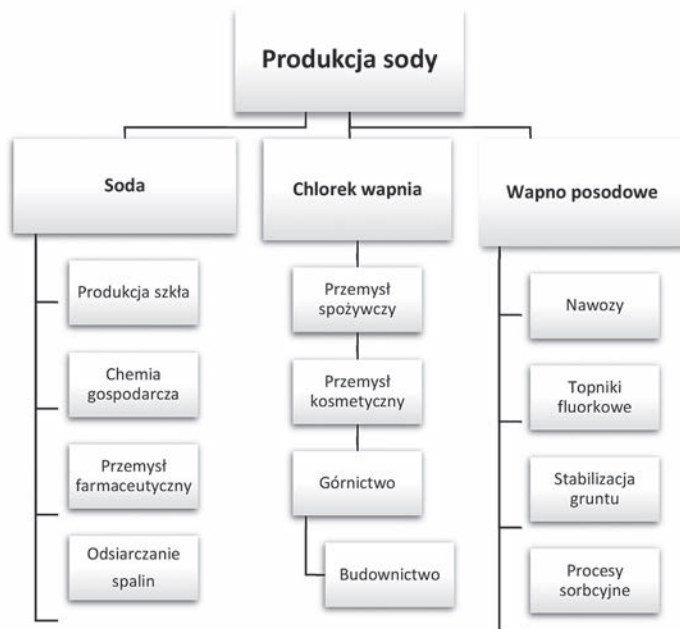 Produkcja sody
Soda
Produkcja szkła
Chemia
gospodarcza
Przemysł
farmaceutyczny
Odsiarczanie
spalin
Chlorek wapnia
Przemysł
spożywczy
Przemysł
kosmetyczny
Górnictwo
Budownictwo
Wapno posodowe
Nawozy
Topniki
fluorkowe
Stabilizacja
gruntu
Procesy
sorbcyjne